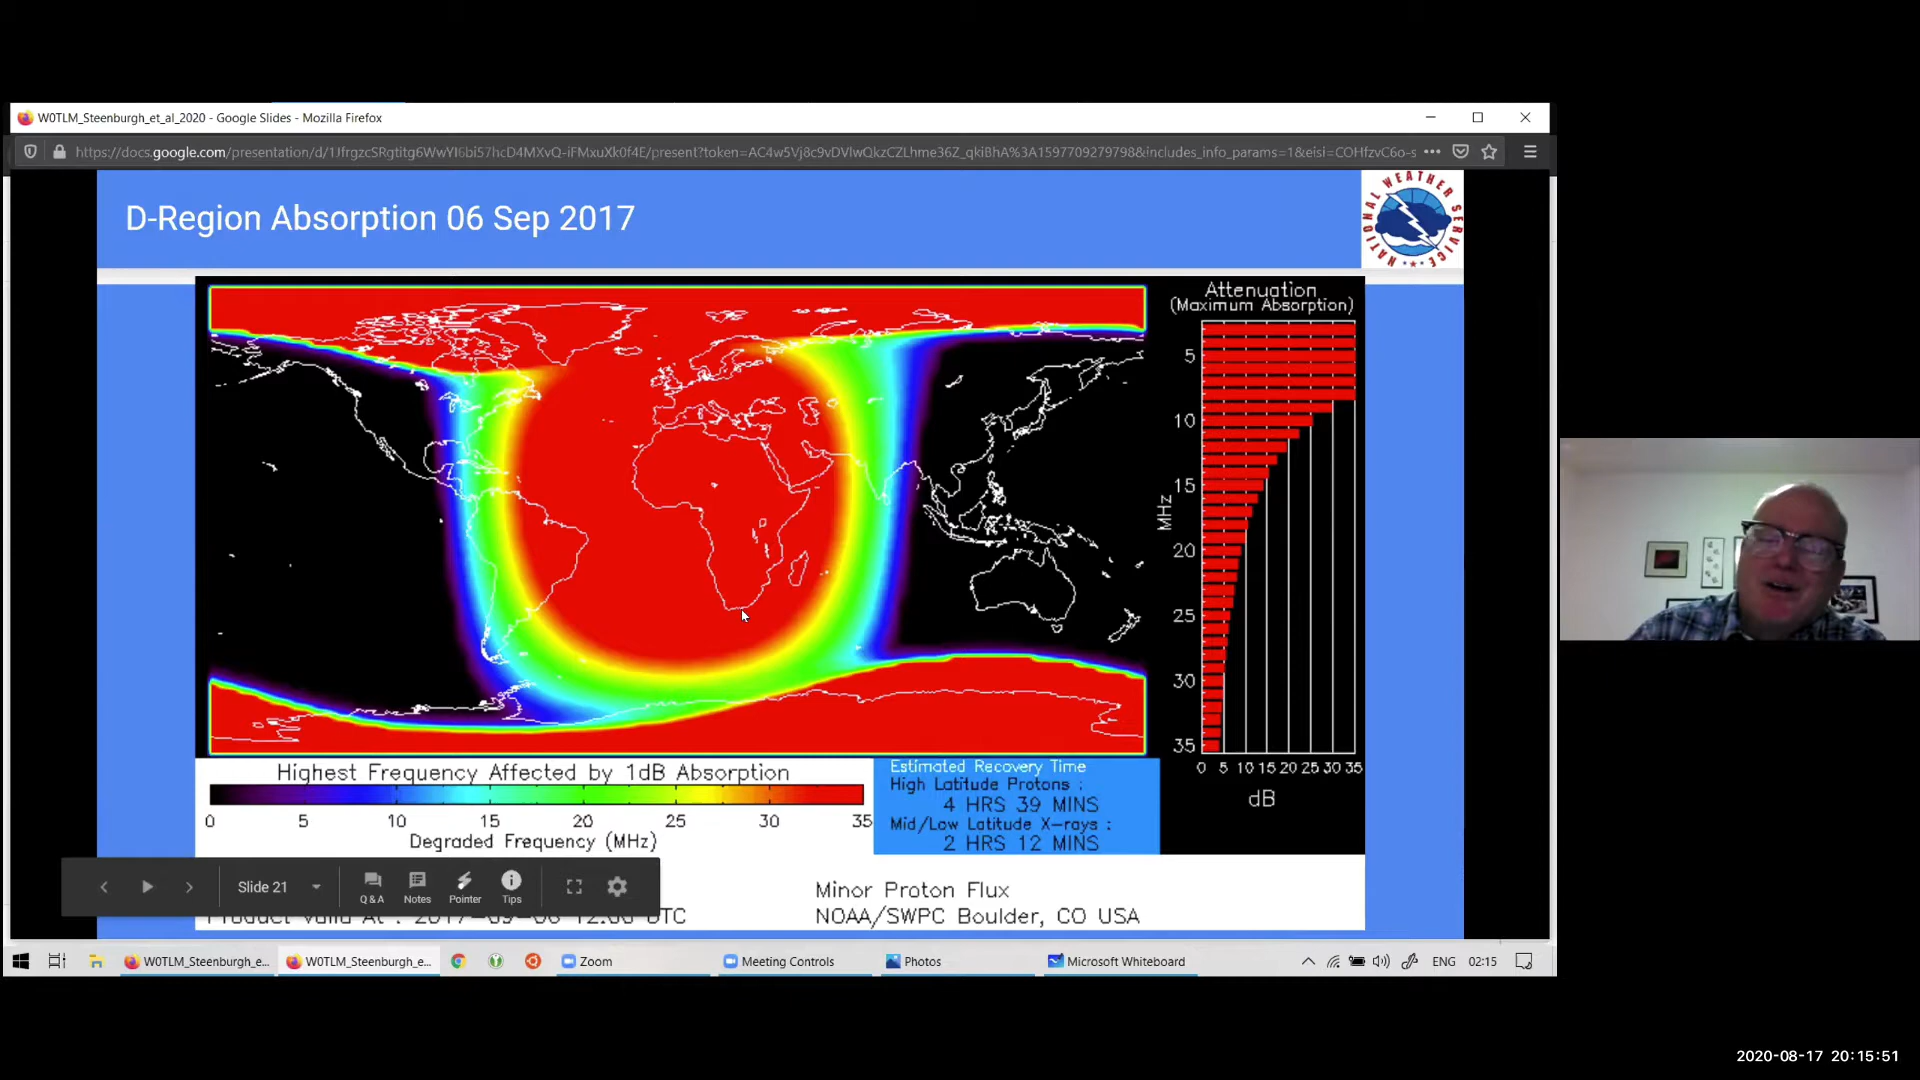 W0TLM_Steenburgh_et_al_2020 - Google Slides - Mozilla Firefox
D-Region Absorption 06 Sep 2017
NATIONAL WEATHER SERVICE
Attenuation
(Maximum Absorption)
5
10
15
20
25
30
35
MHz
0 5 10 15 20 25 30 35
dB
Highest Frequency Affected by 1dB Absorption
0 5 10 15 20 25 30 35
Degraded Frequency (MHz)
Estimated Recovery Time
High Latitude Protons :
4 HRS 39 MINS
Mid/Low Latitude X-rays :
2 HRS 12 MINS
Slide 21
Q & A Notes Pointer Tips
Minor Proton Flux
UTC
NOAA/SWPC Boulder, CO USA
W0TLM_Steenburgh_e... W0TLM_Steenburgh_e... Zoom Meeting Controls Photos Microsoft Whiteboard ENG 02:15
2020-08-17 20:15:51